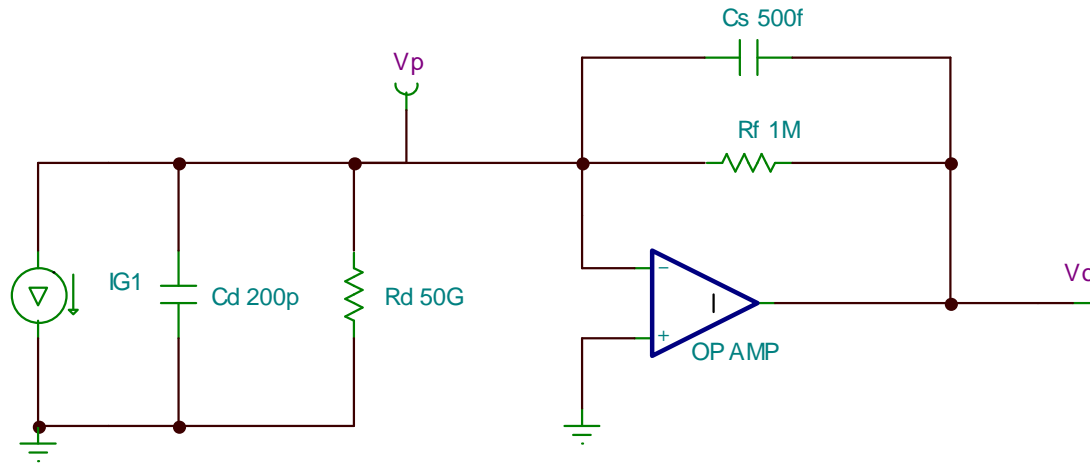 Cs 500f
Vp
Rf 1M
IG1
Cd 200p
Rd 50G
−
I
+
OP AMP